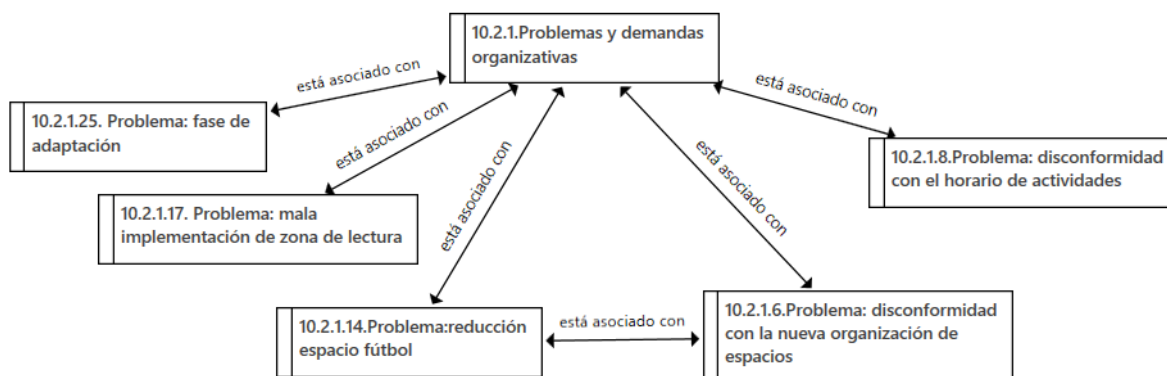 10.2.1.Problemas y demandas
organizativas
está asociado con
está asociado con
está asociado con
está asociado con
está asociado con
10.2.1.25. Problema: fase de
adaptación
10.2.1.8.Problema: disconformidad
con el horario de actividades
10.2.1.17. Problema: mala
implementación de zona de lectura
10.2.1.14.Problema:reducción
espacio fútbol
está asociado con
10.2.1.6.Problema: disconformidad
con la nueva organización de
espacios